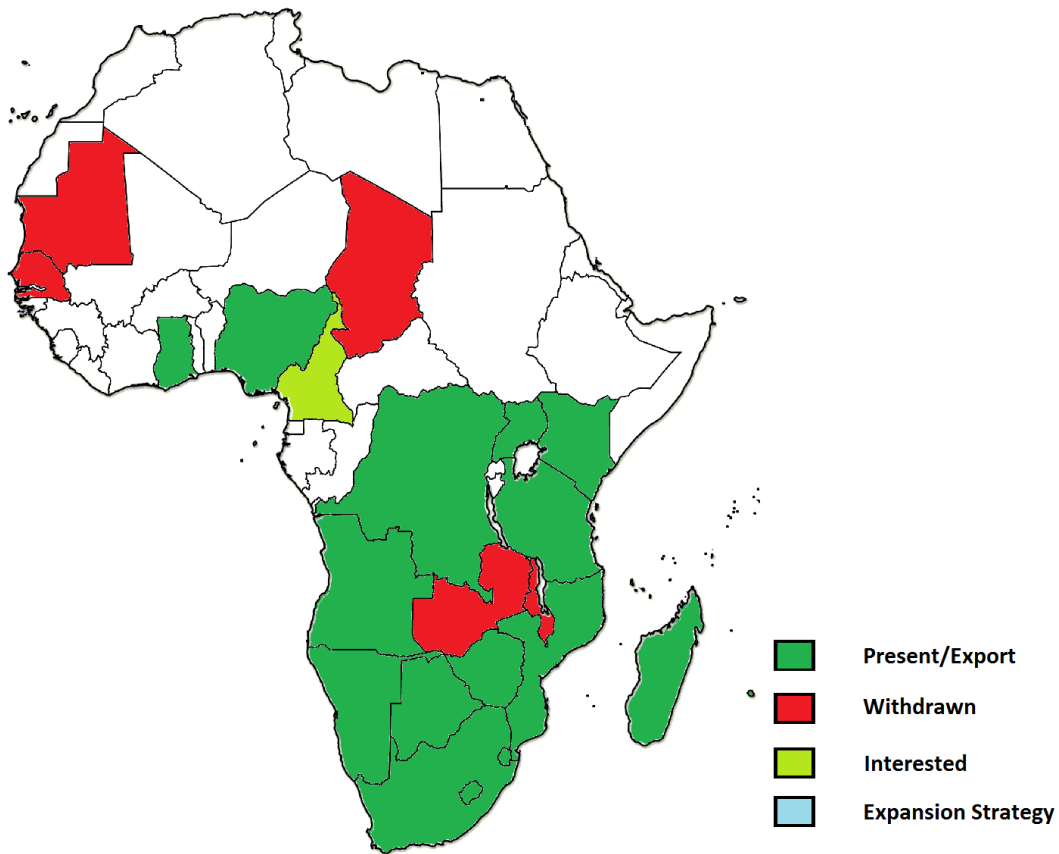 Present/Export
Withdrawn
Interested
Expansion Strategy